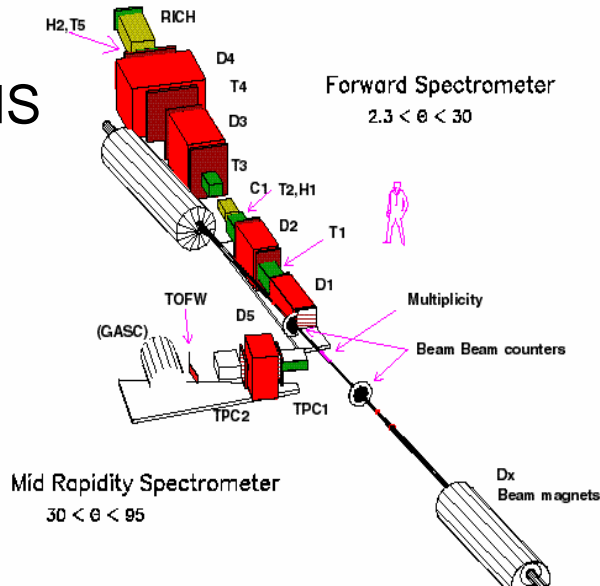 RICH
H2,T5
D4
T4
Forward Spectrometer
2.3 < Θ < 30
IS
D3
T3
C1
T2,H1
D2
T1
D1
TOFW
D5
Multiplicity
(GASC)
Beam Beam counters
TPC2
TPC1
Mid Rapidity Spectrometer
30 < Θ < 95
Dx
Beam magnets